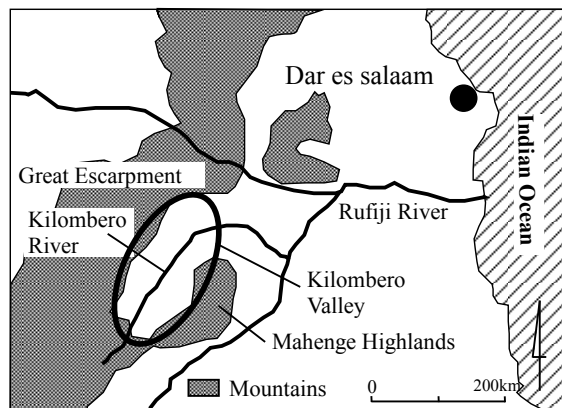 Dar es salaam
Indian Ocean
Great Escarpment
Kilombero
River
Rufiji River
Kilombero
Valley
Mahenge Highlands
Mountains
0
200km